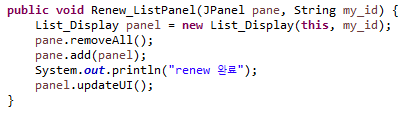 public void Renew_ListPanel(JPanel pane, String my_id) {
List_Display panel = new List_Display(this, my_id);
pane.removeAll();
pane.add(panel);
System.out.println("renew 완료");
panel.updateUI();
}